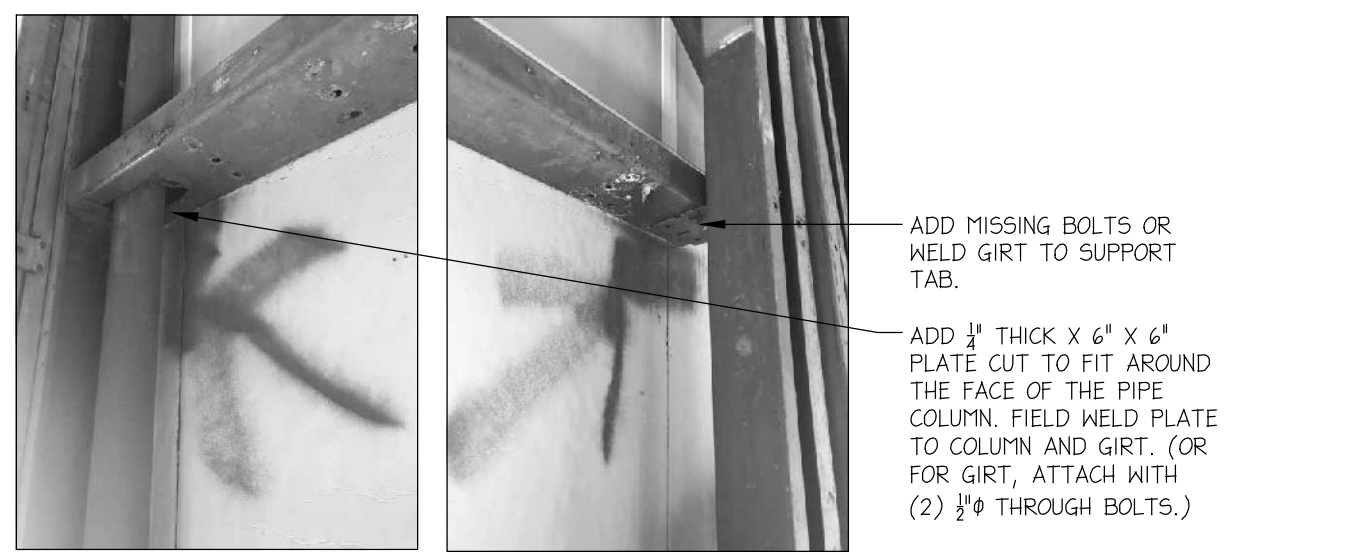 ADD MISSING BOLTS OR
WELD GIRT TO SUPPORT
TAB.
ADD 1/4" THICK X 6" X 6"
PLATE CUT TO FIT AROUND
THE FACE OF THE PIPE
COLUMN. FIELD WELD PLATE
TO COLUMN AND GIRT. (OR
FOR GIRT, ATTACH WITH
(2) 1/2"ϕ THROUGH BOLTS.)